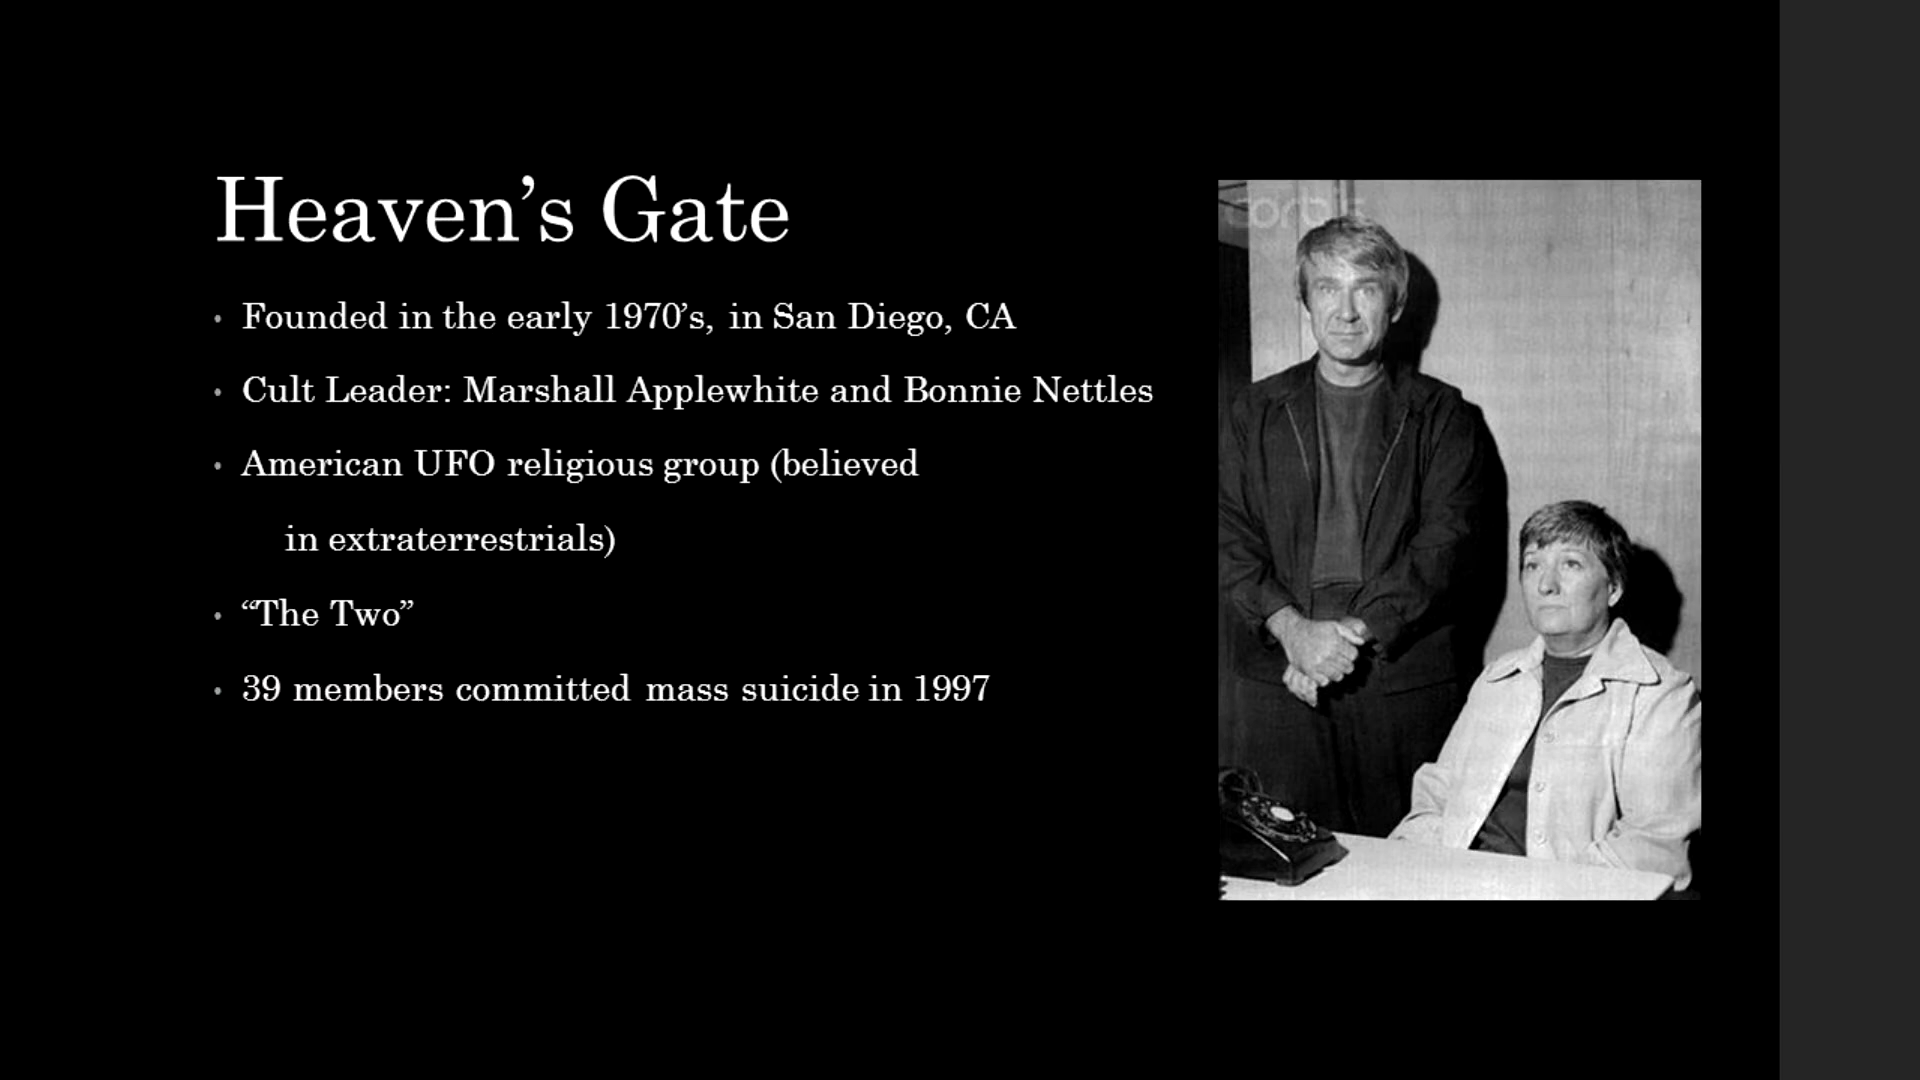 Heaven’s Gate
• Founded in the early 1970’s, in San Diego, CA
• Cult Leader: Marshall Applewhite and Bonnie Nettles
• American UFO religious group (believed
in extraterrestrials)
• “The Two”
• 39 members committed mass suicide in 1997
corbis